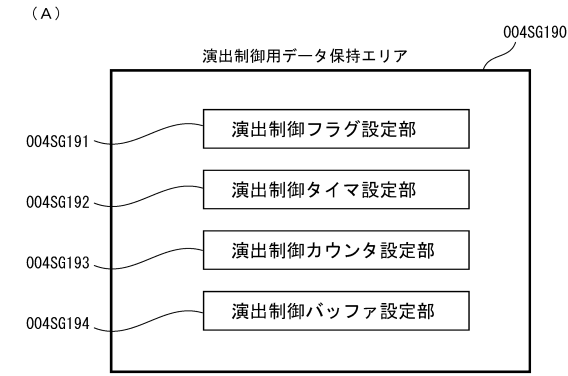 （A）
004SG190
演出制御用データ保持エリア
演出制御フラグ設定部
004SG191
演出制御タイマ設定部
004SG192
演出制御カウンタ設定部
004SG193
演出制御バッファ設定部
004SG194